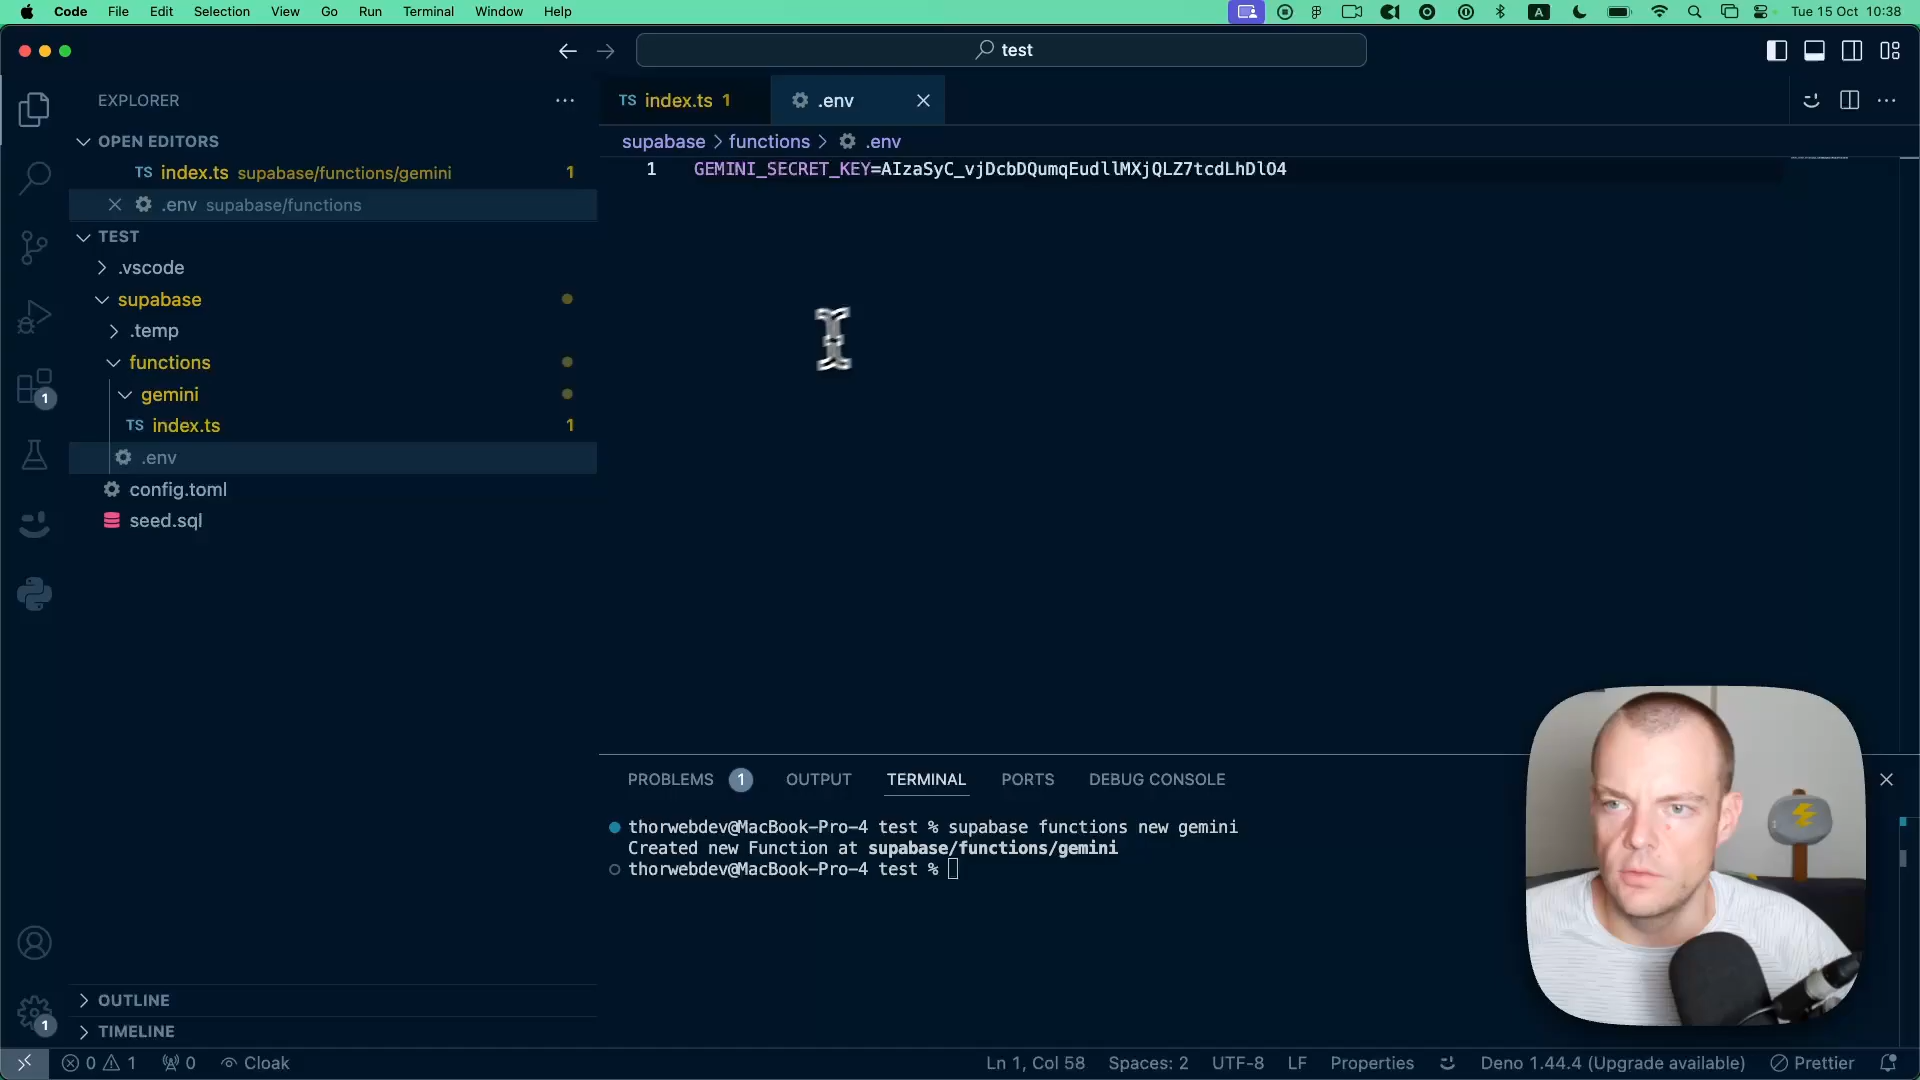 Code File Edit Selection View Go Run Terminal Window Help
A
Tue 15 Oct 10:38
test
EXPLORER
TS index.ts 1
.env
OPEN EDITORS
TS index.ts supabase/functions/gemini 1
.env supabase/functions
TEST
.vscode
supabase
.temp
functions
gemini
TS index.ts 1
.env
config.toml
seed.sql
OUTLINE
TIMELINE
1
1
supabase > functions > .env
1 GEMINI_SECRET_KEY=AIzaSyC_vjDcbDQumqEudllMXjQLZ7tcdLhDlO4
PROBLEMS 1 OUTPUT TERMINAL PORTS DEBUG CONSOLE
thorwebdev@MacBook-Pro-4 test % supabase functions new gemini
Created new Function at supabase/functions/gemini
thorwebdev@MacBook-Pro-4 test %
0 1 0 Cloak Ln 1, Col 58 Spaces: 2 UTF-8 LF Properties Deno 1.44.4 (Upgrade available) Prettier